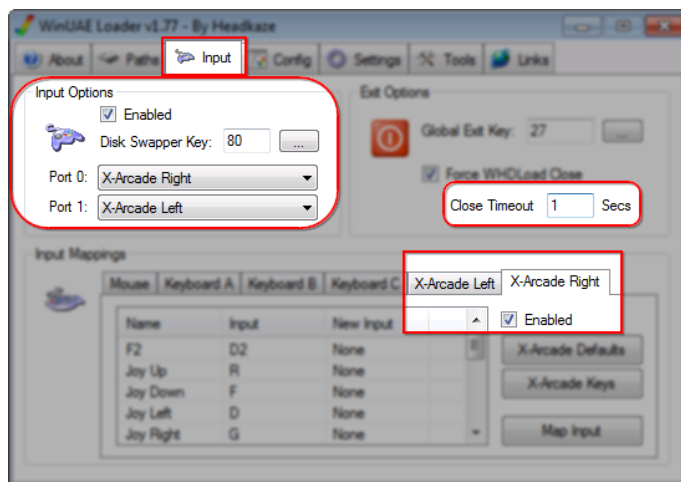 WinUAE Loader v1.77 - By Headkaze
About Paths Input Config Settings Tools Links
Input Options
Enabled
Disk Swapper Key: 80 ...
Port 0: X-Arcade Right
Port 1: X-Arcade Left
Exit Options
Global Exit Key: 27 ...
Force WHDLoad Close
Close Timeout 1 Secs
Input Mappings
Mouse Keyboard A Keyboard B Keyboard C X-Arcade Left X-Arcade Right
Enabled
Name Input New Input
F2 D2 None
Joy Up R None
Joy Down F None
Joy Left D None
Joy Right G None
X-Arcade Defaults
X-Arcade Keys
Map Input